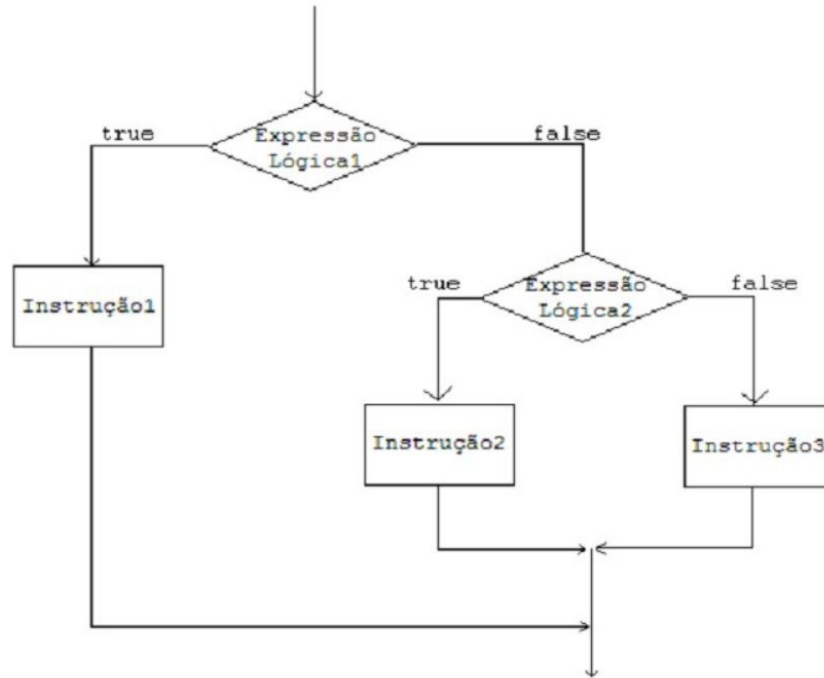 true
Expressão
Lógica1
false
Instrução1
true
Expressão
Lógica2
false
Instrução2
Instrução3